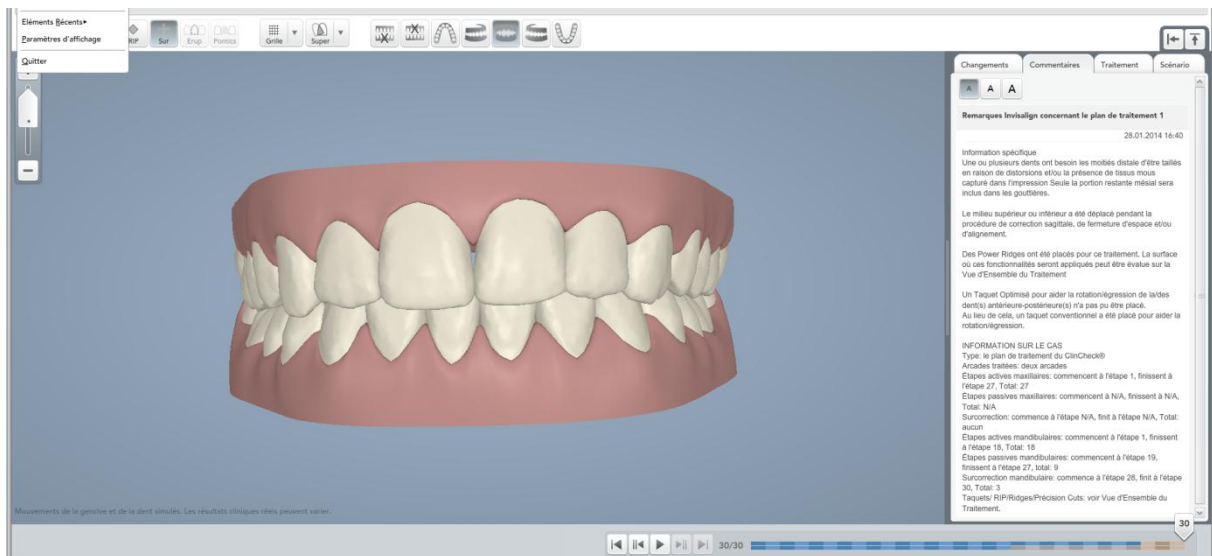 Eléments Récents
Paramètres d'affichage
Quitter
RIP
Sur
Erup
Pontics
Grille
Super
Changements
Commentaires
Traitement
Scénario
A A A
Remarques Invisalign concernant le plan de traitement 1
28.01.2014 16:40
Information spécifique
Une ou plusieurs dents ont besoin les moitiés distale d'être taillés
en raison de distorsions et/ou la présence de tissus mous
capturé dans l'impression Seule la portion restante mésial sera
inclus dans les gouttières.
Le milieu supérieur ou inférieur a été déplacé pendant la
procédure de correction sagittale, de fermeture d'espace et/ou
d'alignement.
Des Power Ridges ont été placés pour ce traitement. La surface
où ces fonctionnalités seront appliqués peut être évalue sur la
Vue d'Ensemble du Traitement
Un Taquet Optimisé pour aider la rotation/égression de la/des
dent(s) antérieure-postérieure(s) n'a pas pu être placé.
Au lieu de cela, un taquet conventionnel a été placé pour aider la
rotation/égression.
INFORMATION SUR LE CAS
Type: le plan de traitement du ClinCheck®
Arcades traitées: deux arcades
Étapes actives maxillaires: commencent à l'étape 1, finissent à
l'étape 27, Total: 27
Étapes passives maxillaires: commencent à N/A, finissent à N/A,
Total: N/A
Surcorrection: commence à l'étape N/A, finit à l'étape N/A, Total:
aucun
Étapes actives mandibulaires: commencent à l'étape 1, finissent
à l'étape 18, Total: 18
Étapes passives mandibulaires: commencent à l'étape 19,
finissent à l'étape 27, total: 9
Surcorrection mandibulaire: commence à l'étape 28, finit à l'étape
30, Total: 3
Taquets/ RIP/Ridges/Précision Cuts: voir Vue d'Ensemble du
Traitement.
Mouvements de la gencive et de la dent simulés. Les résultats cliniques réels peuvent varier.
30
30/30